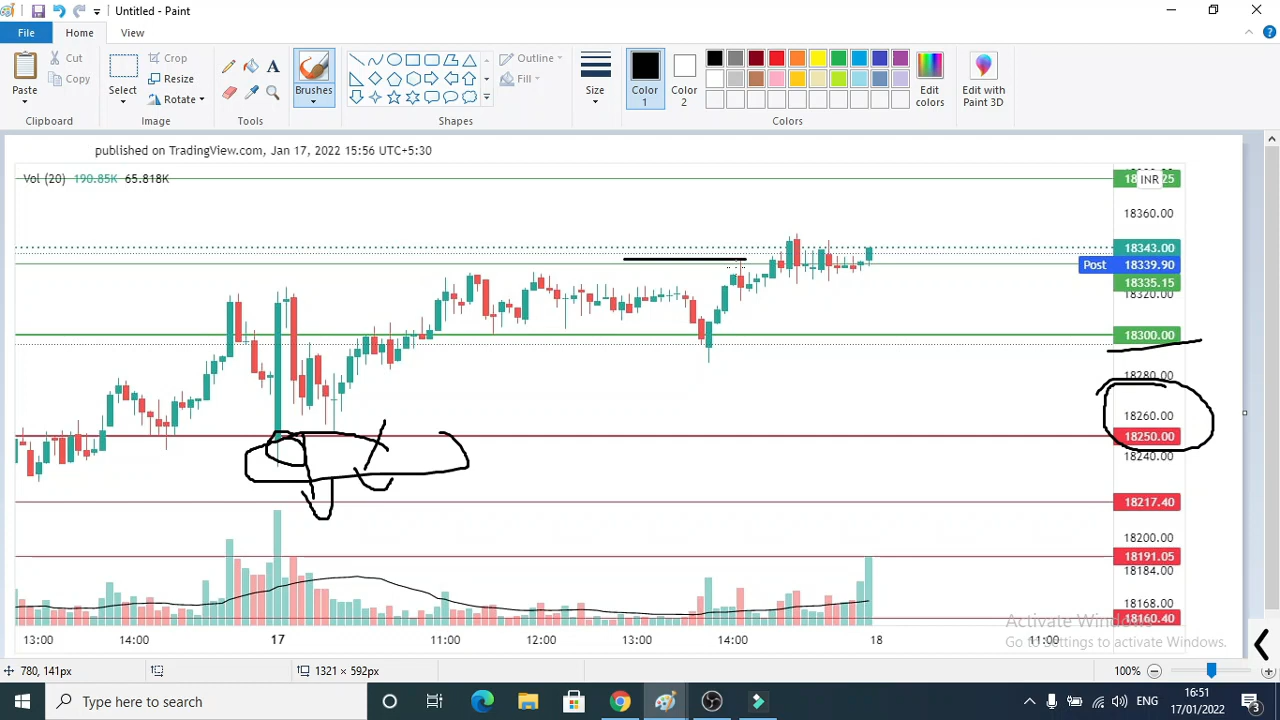 Untitled - Paint
File Home View
Paste Cut Copy
Clipboard
Select Crop Resize Rotate
Image
A
Tools
Brushes
Outline Fill
Shapes
Size
Color 1
Color 2
Edit colors
Colors
Edit with Paint 3D
published on TradingView.com, Jan 17, 2022 15:56 UTC+5:30
Vol (20) 190.85K 65.818K
INR
18360.00
18343.00
Post 18339.90
18335.15
18320.00
18300.00
18280.00
18260.00
18250.00
18240.00
18217.40
18200.00
18191.05
18184.00
18168.00
18160.40
13:00 14:00 17 11:00 12:00 13:00 14:00 18 11:00
Activate Windows
Go to Settings to activate Windows.
780, 141px 1321 × 592px 100%
Type here to search
ENG
16:51
17/01/2022
3